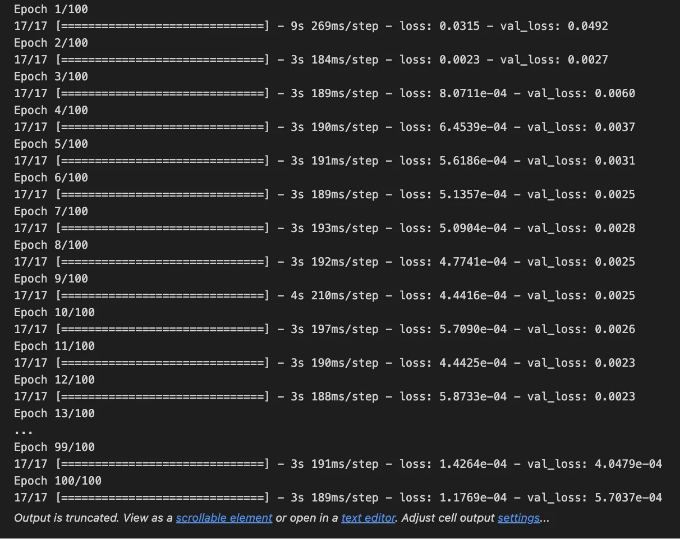 Epoch 1/100
17/17 [==============================] - 9s 269ms/step - loss: 0.0315 - val_loss: 0.0492
Epoch 2/100
17/17 [==============================] - 3s 184ms/step - loss: 0.0023 - val_loss: 0.0027
Epoch 3/100
17/17 [==============================] - 3s 189ms/step - loss: 8.0711e-04 - val_loss: 0.0060
Epoch 4/100
17/17 [==============================] - 3s 190ms/step - loss: 6.4539e-04 - val_loss: 0.0037
Epoch 5/100
17/17 [==============================] - 3s 191ms/step - loss: 5.6186e-04 - val_loss: 0.0031
Epoch 6/100
17/17 [==============================] - 3s 189ms/step - loss: 5.1357e-04 - val_loss: 0.0025
Epoch 7/100
17/17 [==============================] - 3s 193ms/step - loss: 5.0904e-04 - val_loss: 0.0028
Epoch 8/100
17/17 [==============================] - 3s 192ms/step - loss: 4.7741e-04 - val_loss: 0.0025
Epoch 9/100
17/17 [==============================] - 4s 210ms/step - loss: 4.4416e-04 - val_loss: 0.0025
Epoch 10/100
17/17 [==============================] - 3s 197ms/step - loss: 5.7090e-04 - val_loss: 0.0026
Epoch 11/100
17/17 [==============================] - 3s 190ms/step - loss: 4.4425e-04 - val_loss: 0.0023
Epoch 12/100
17/17 [==============================] - 3s 188ms/step - loss: 5.8733e-04 - val_loss: 0.0023
Epoch 13/100
...
Epoch 99/100
17/17 [==============================] - 3s 191ms/step - loss: 1.4264e-04 - val_loss: 4.0479e-04
Epoch 100/100
17/17 [==============================] - 3s 189ms/step - loss: 1.1769e-04 - val_loss: 5.7037e-04
Output is truncated. View as a scrollable element or open in a text editor. Adjust cell output settings...